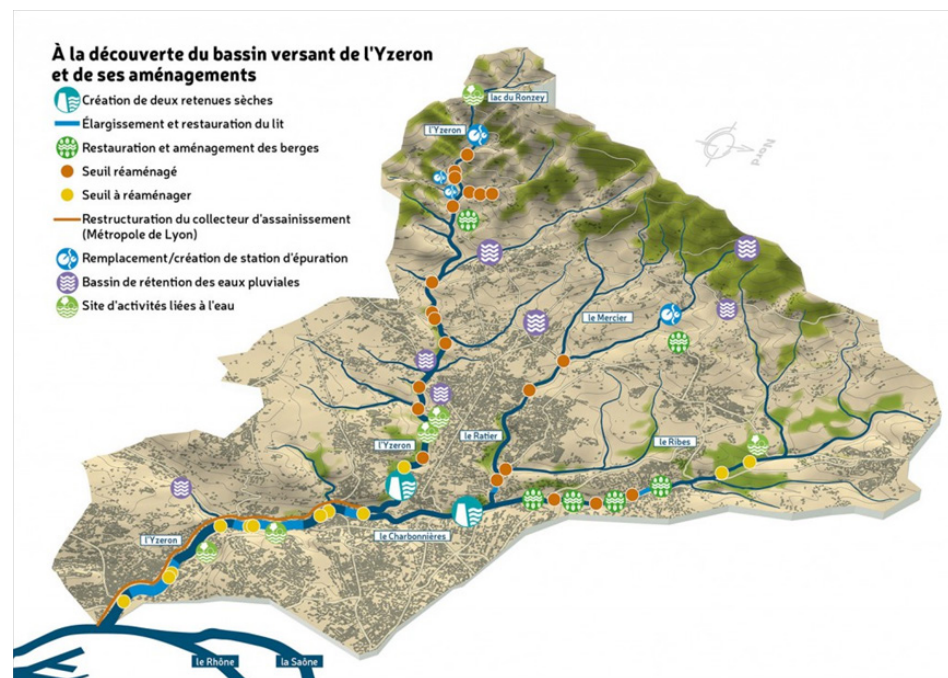 À la découverte du bassin versant de l'Yzeron
et de ses aménagements
Création de deux retenues sèches
Élargissement et restauration du lit
Restauration et aménagement des berges
Seuil réaménagé
Seuil à réaménager
Restructuration du collecteur d'assainissement
(Métropole de Lyon)
Remplacement/création de station d'épuration
Bassin de rétention des eaux pluviales
Site d'activités liées à l'eau
lac du Ronzey
l'Yzeron
Nord
le Mercier
l'Yzeron
le Ratier
le Ribes
l'Yzeron
le Charbonnières
le Rhône
la Saône